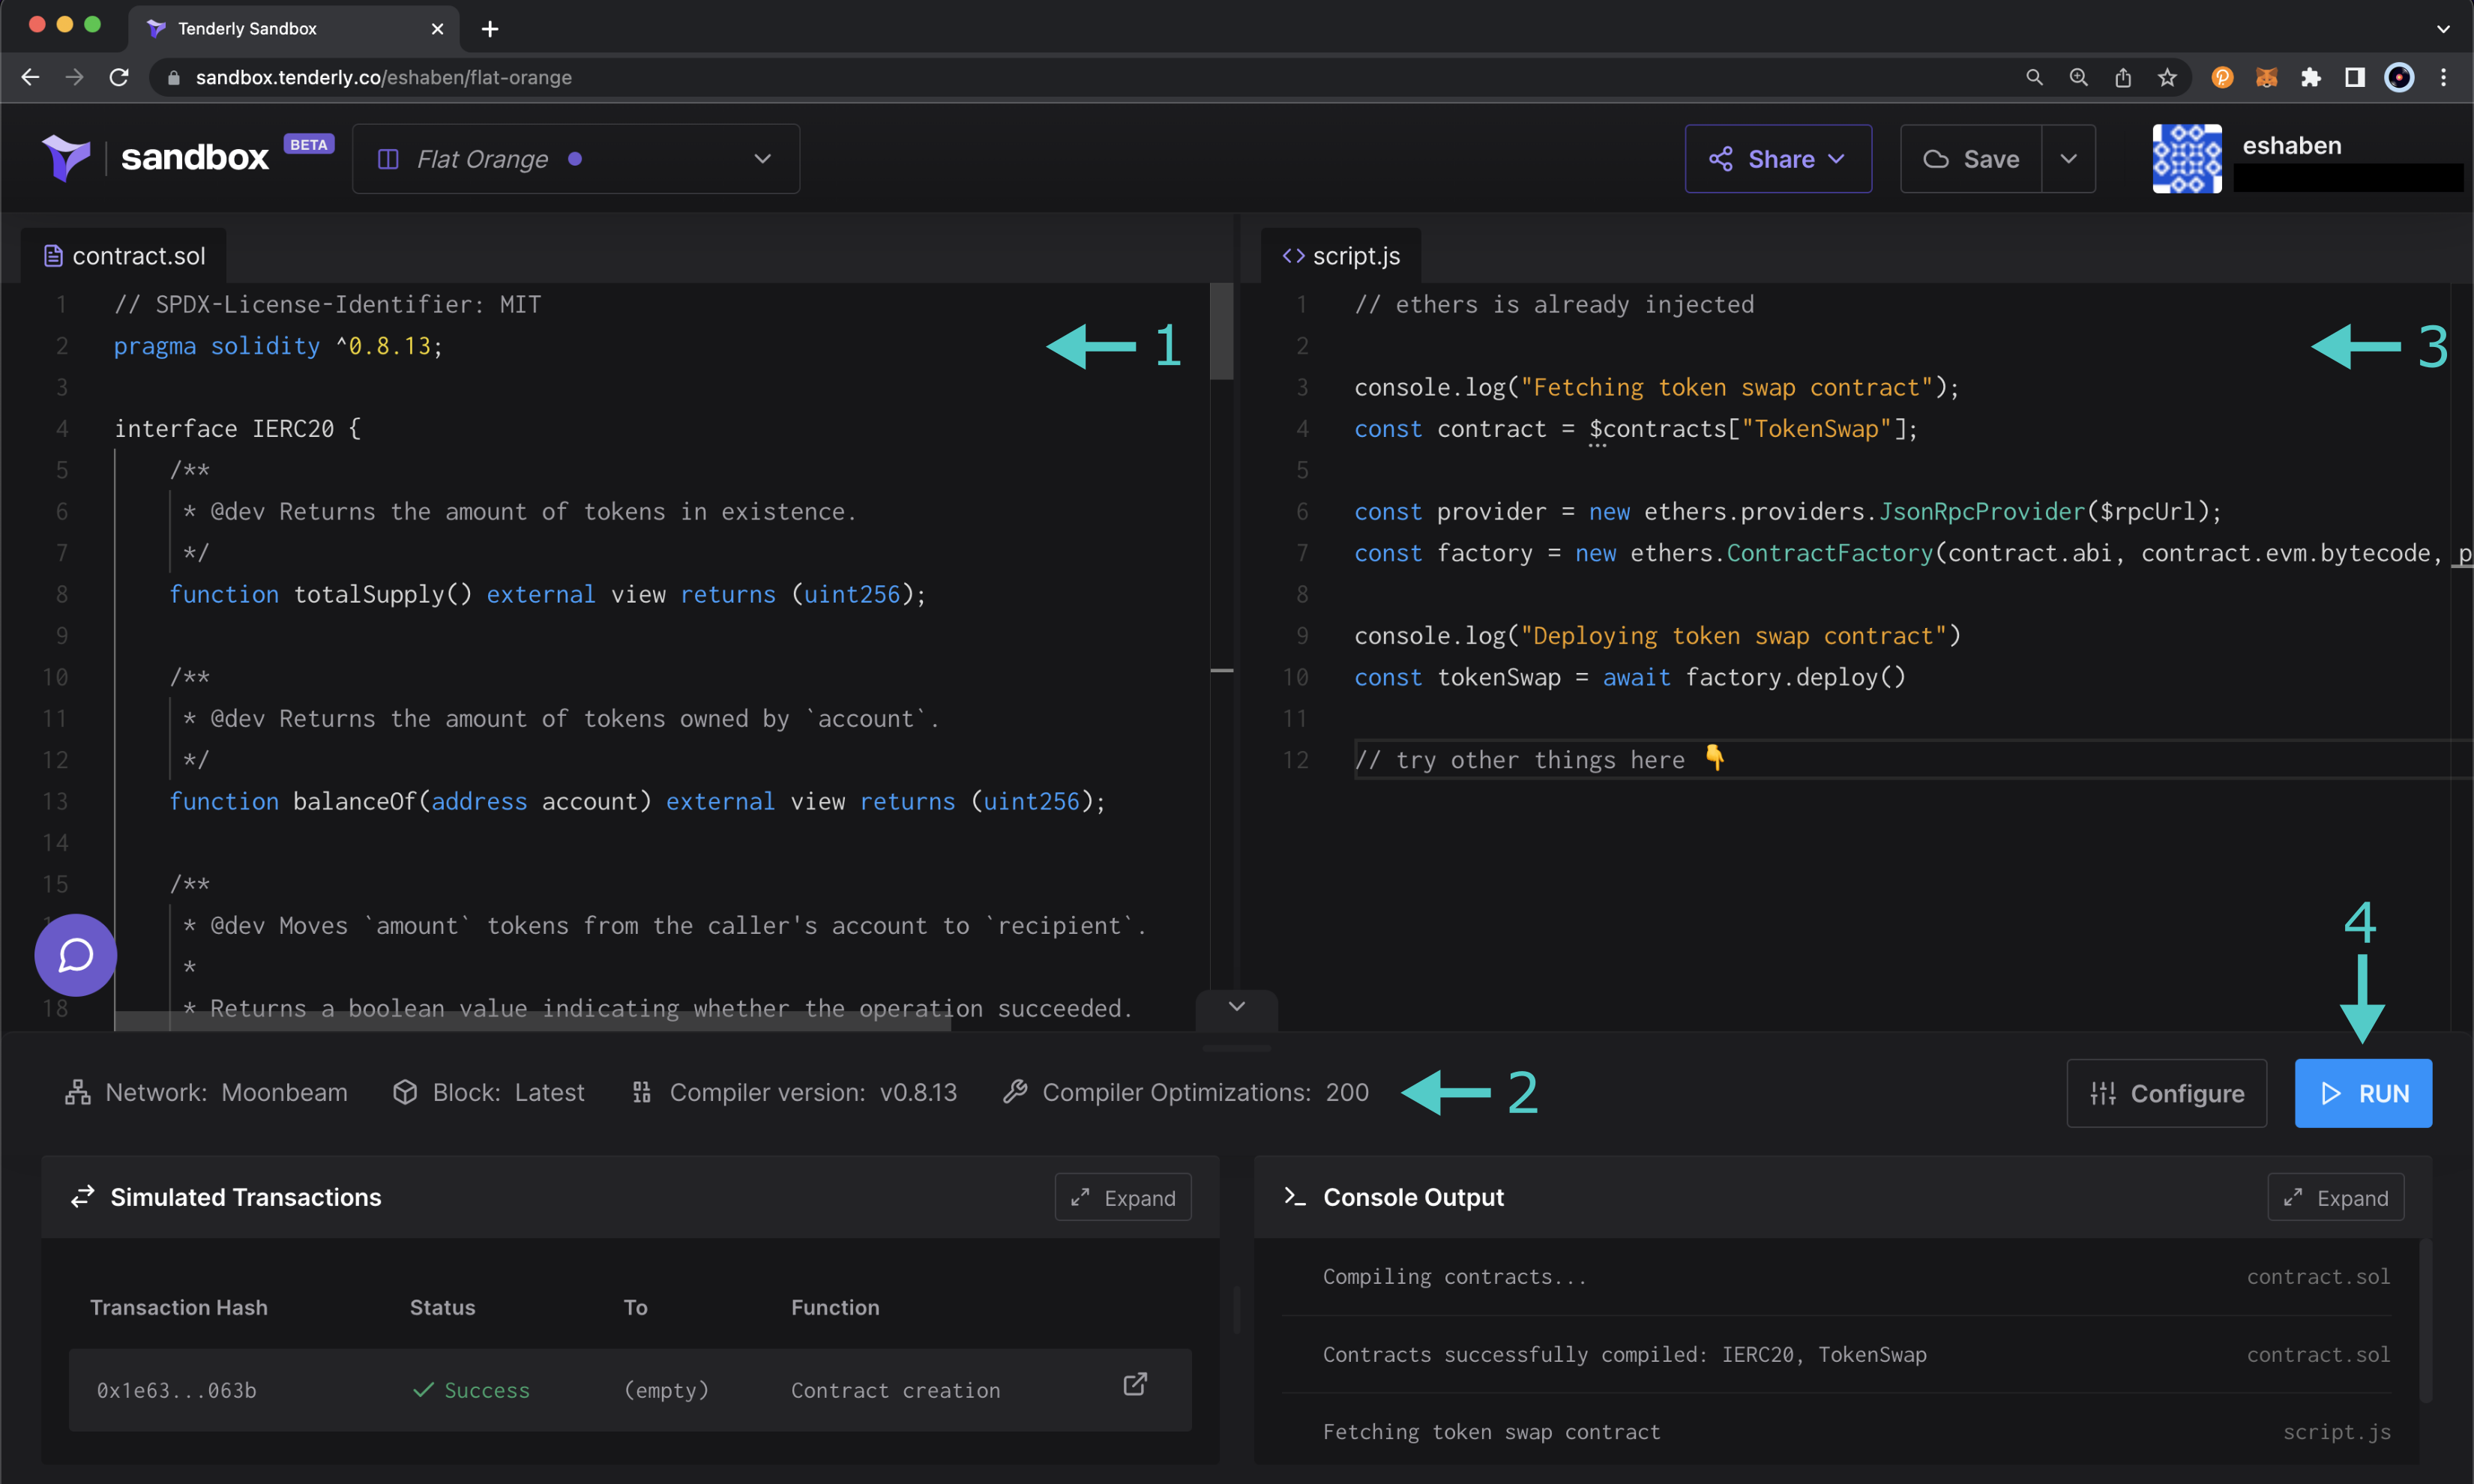 Tenderly Sandbox
sandbox.tenderly.co/eshaben/flat-orange
sandbox BETA
Flat Orange
Share
Save
eshaben
contract.sol
1 // SPDX-License-Identifier: MIT
2 pragma solidity ^0.8.13;
3
4 interface IERC20 {
5 /**
6 * @dev Returns the amount of tokens in existence.
7 */
8 function totalSupply() external view returns (uint256);
9
10 /**
11 * @dev Returns the amount of tokens owned by `account`.
12 */
13 function balanceOf(address account) external view returns (uint256);
14
15 /**
* @dev Moves `amount` tokens from the caller's account to `recipient`.
*
18 * Returns a boolean value indicating whether the operation succeeded.
1
script.js
1 // ethers is already injected
2
3 console.log("Fetching token swap contract");
4 const contract = $contracts["TokenSwap"];
5
6 const provider = new ethers.providers.JsonRpcProvider($rpcUrl);
7 const factory = new ethers.ContractFactory(contract.abi, contract.evm.bytecode, p
8
9 console.log("Deploying token swap contract")
10 const tokenSwap = await factory.deploy()
11
12 // try other things here 👇
3
4
Network: Moonbeam
Block: Latest
Compiler version: v0.8.13
Compiler Optimizations: 200
2
Configure
RUN
Simulated Transactions
Expand
Transaction Hash Status To Function
0x1e63...063b Success (empty) Contract creation
Console Output
Expand
Compiling contracts... contract.sol
Contracts successfully compiled: IERC20, TokenSwap contract.sol
Fetching token swap contract script.js